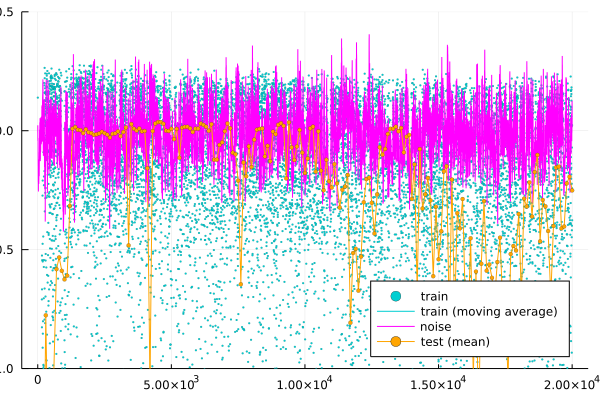 0.5
0.0
0.5
1.0
0
5.00×10³
1.00×10⁴
1.50×10⁴
2.00×10⁴
train
train (moving average)
noise
test (mean)